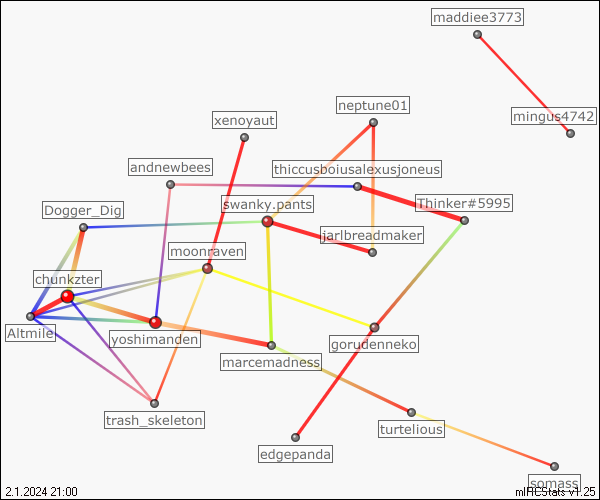 maddiee3773
neptune01
mingus4742
xenoyaut
andnewbees
thiccusboiusalexusjoneus
Dogger_Dig
swanky.pants
Thinker#5995
jarlbreadmaker
moonraven
chunkzter
Altmile
yoshimanden
gorudenneko
marcemadness
trash_skeleton
turtelious
edgepanda
somass
2.1.2024 21:00
mIRCStats v1.25